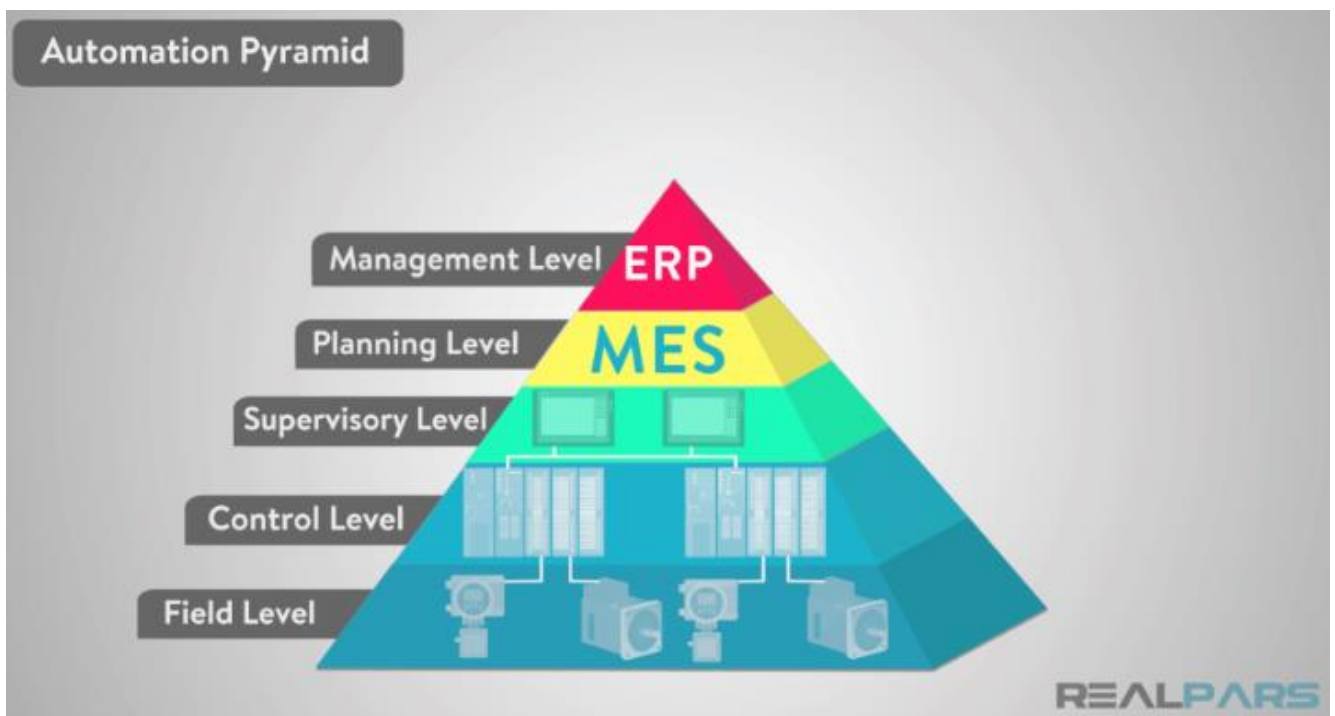 Automation Pyramid
Management Level
ERP
Planning Level
MES
Supervisory Level
Control Level
Field Level
REALPARS